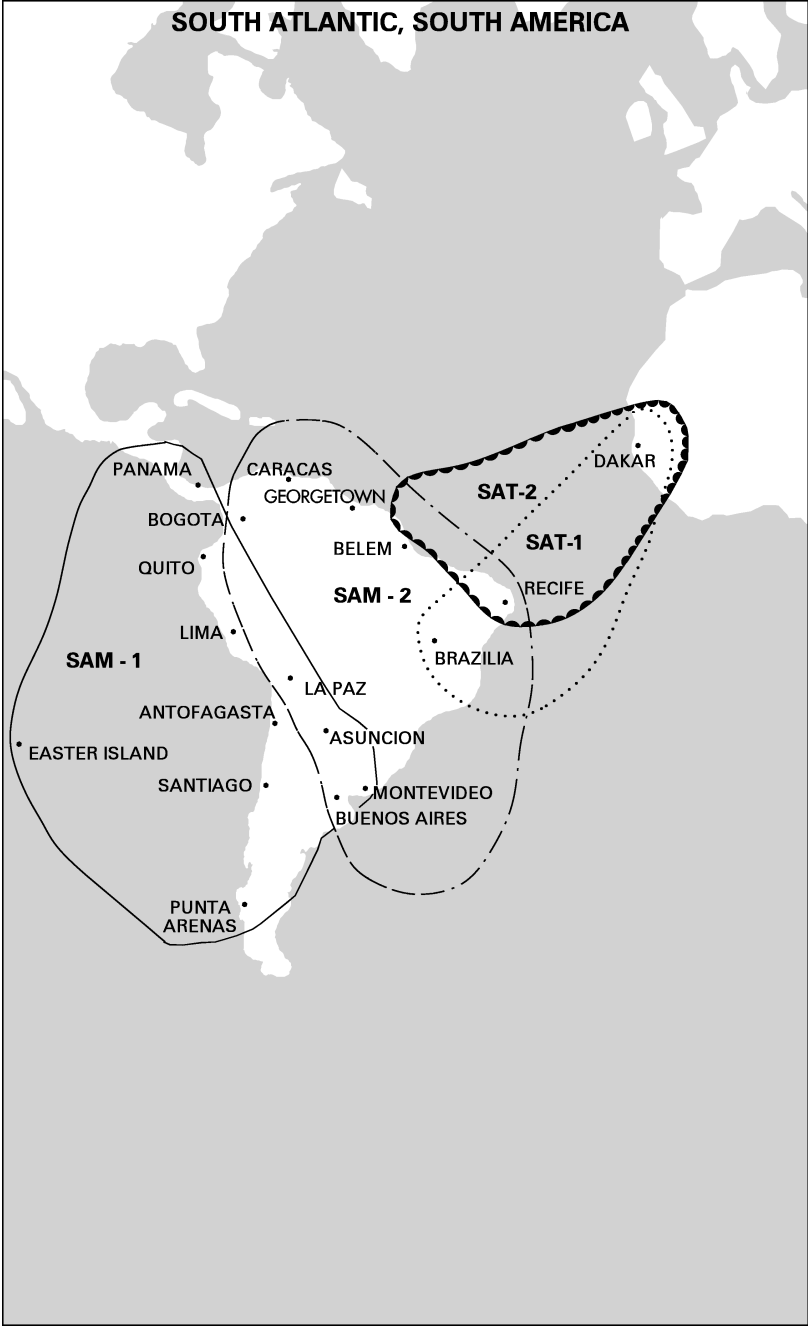 SOUTH ATLANTIC, SOUTH AMERICA
PANAMA
CARACAS
DAKAR
SAT-2
GEORGETOWN
BOGOTA
SAT-1
BELEM
QUITO
RECIFE
SAM - 2
LIMA
SAM - 1
BRAZILIA
LA PAZ
ANTOFAGASTA
ASUNCION
EASTER ISLAND
SANTIAGO
MONTEVIDEO
BUENOS AIRES
PUNTA
ARENAS